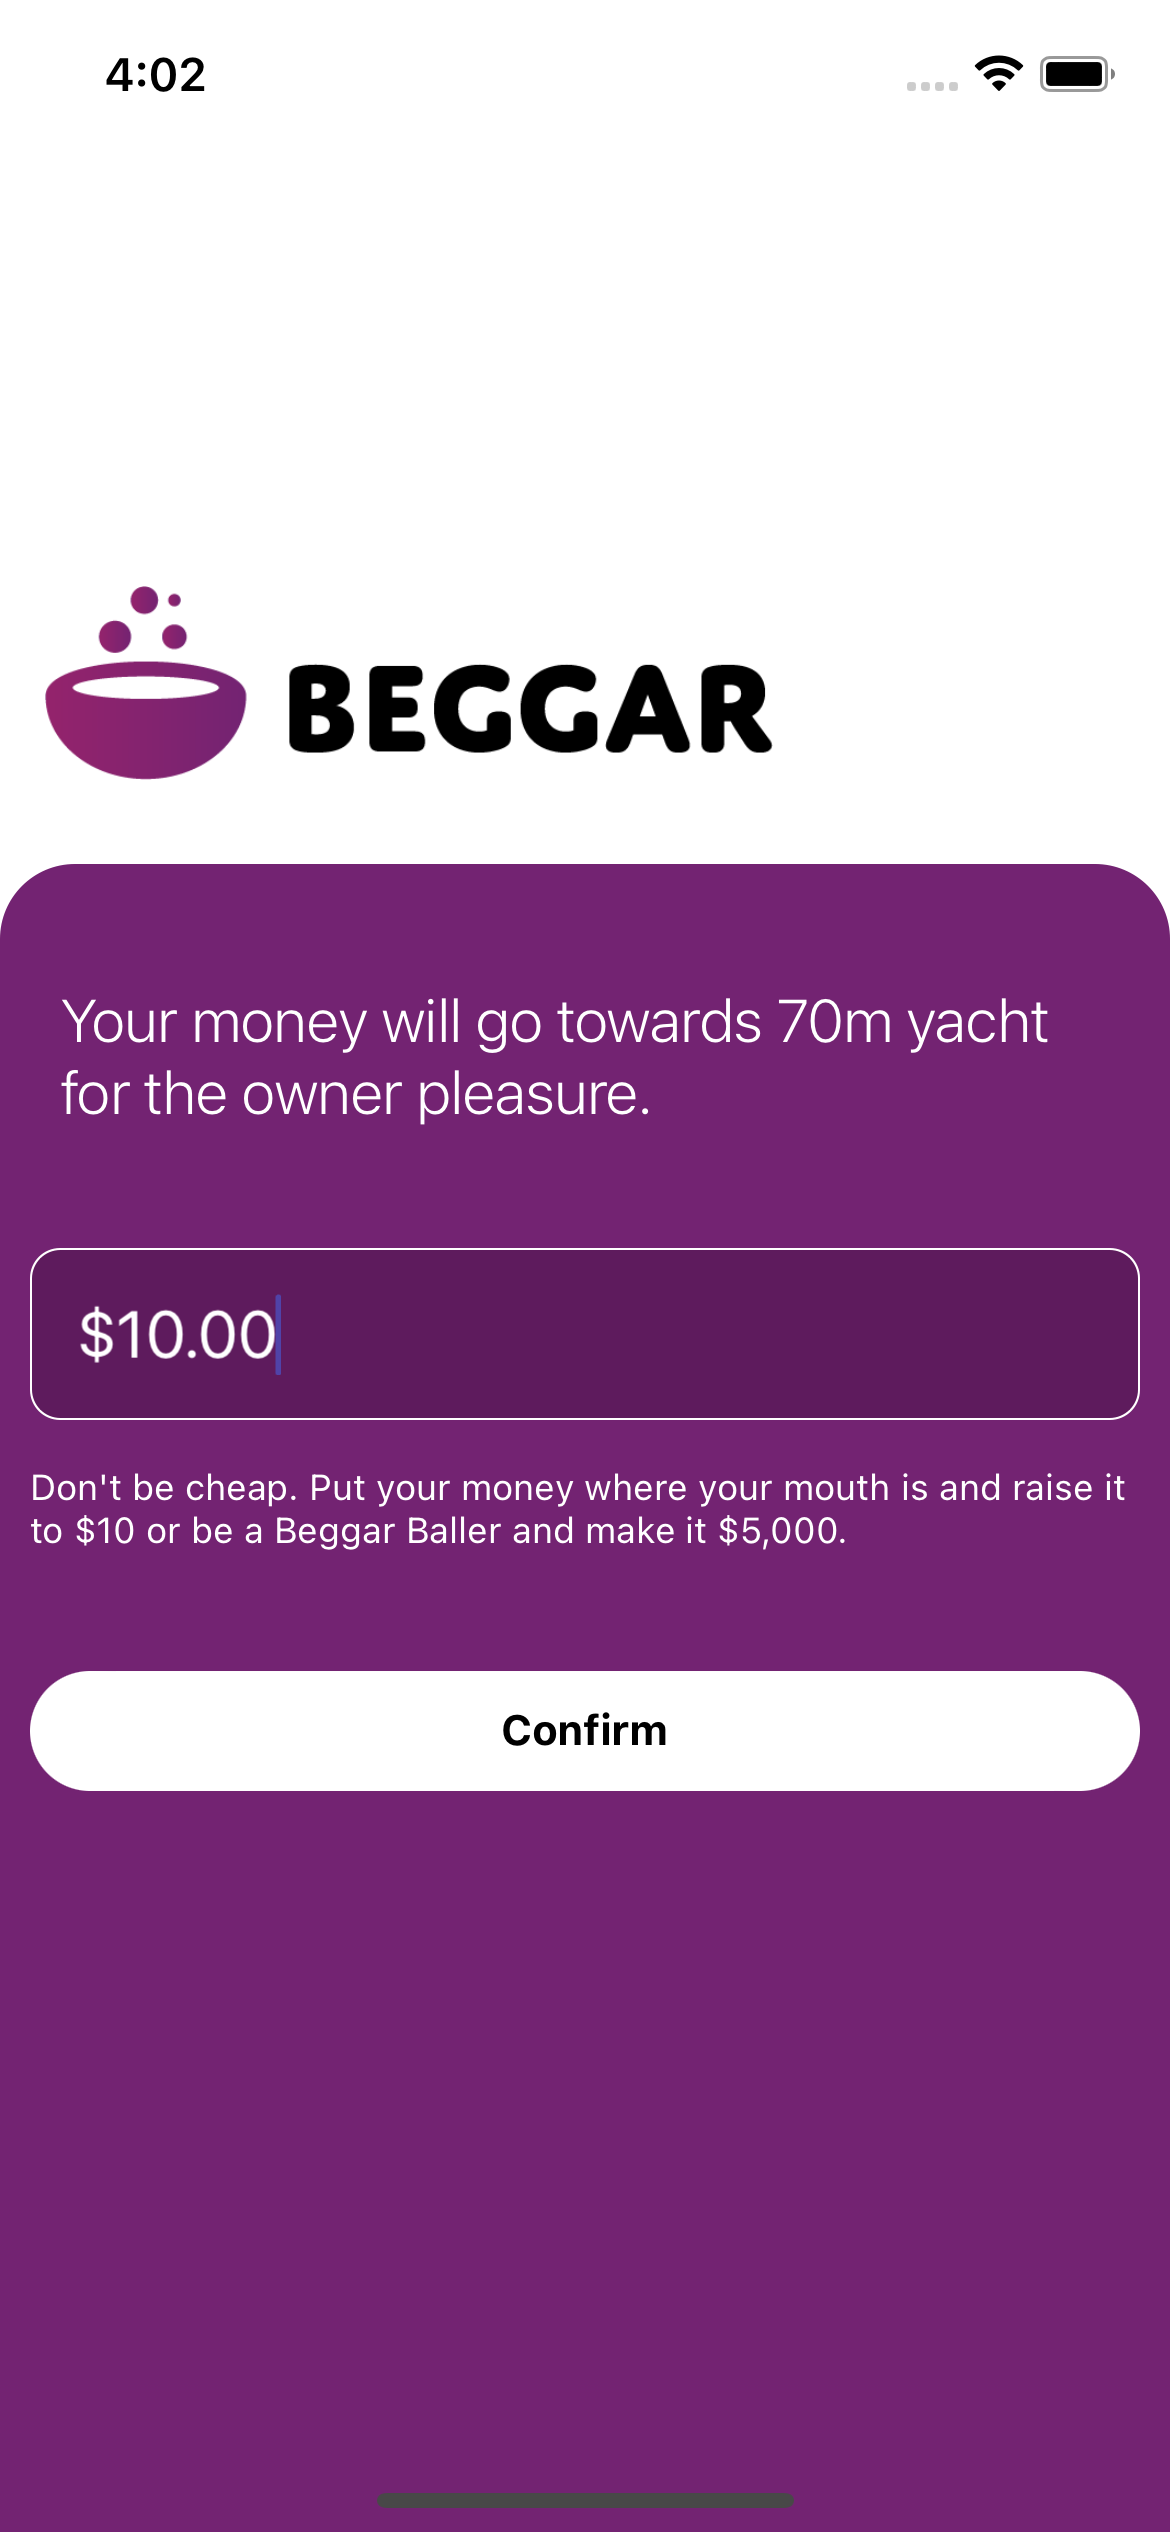 4:02
BEGGAR
Your money will go towards 70m yacht
for the owner pleasure.
$10.00
Don't be cheap. Put your money where your mouth is and raise it
to $10 or be a Beggar Baller and make it $5,000.
Confirm